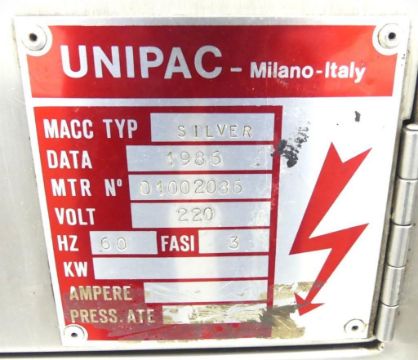 UNIPAC - Milano-Italy
MACC TYP SILVER
DATA 1985
MTR N° 01002036
VOLT 220
HZ 60 FASI 3
KW
AMPERE
PRESS. ATE